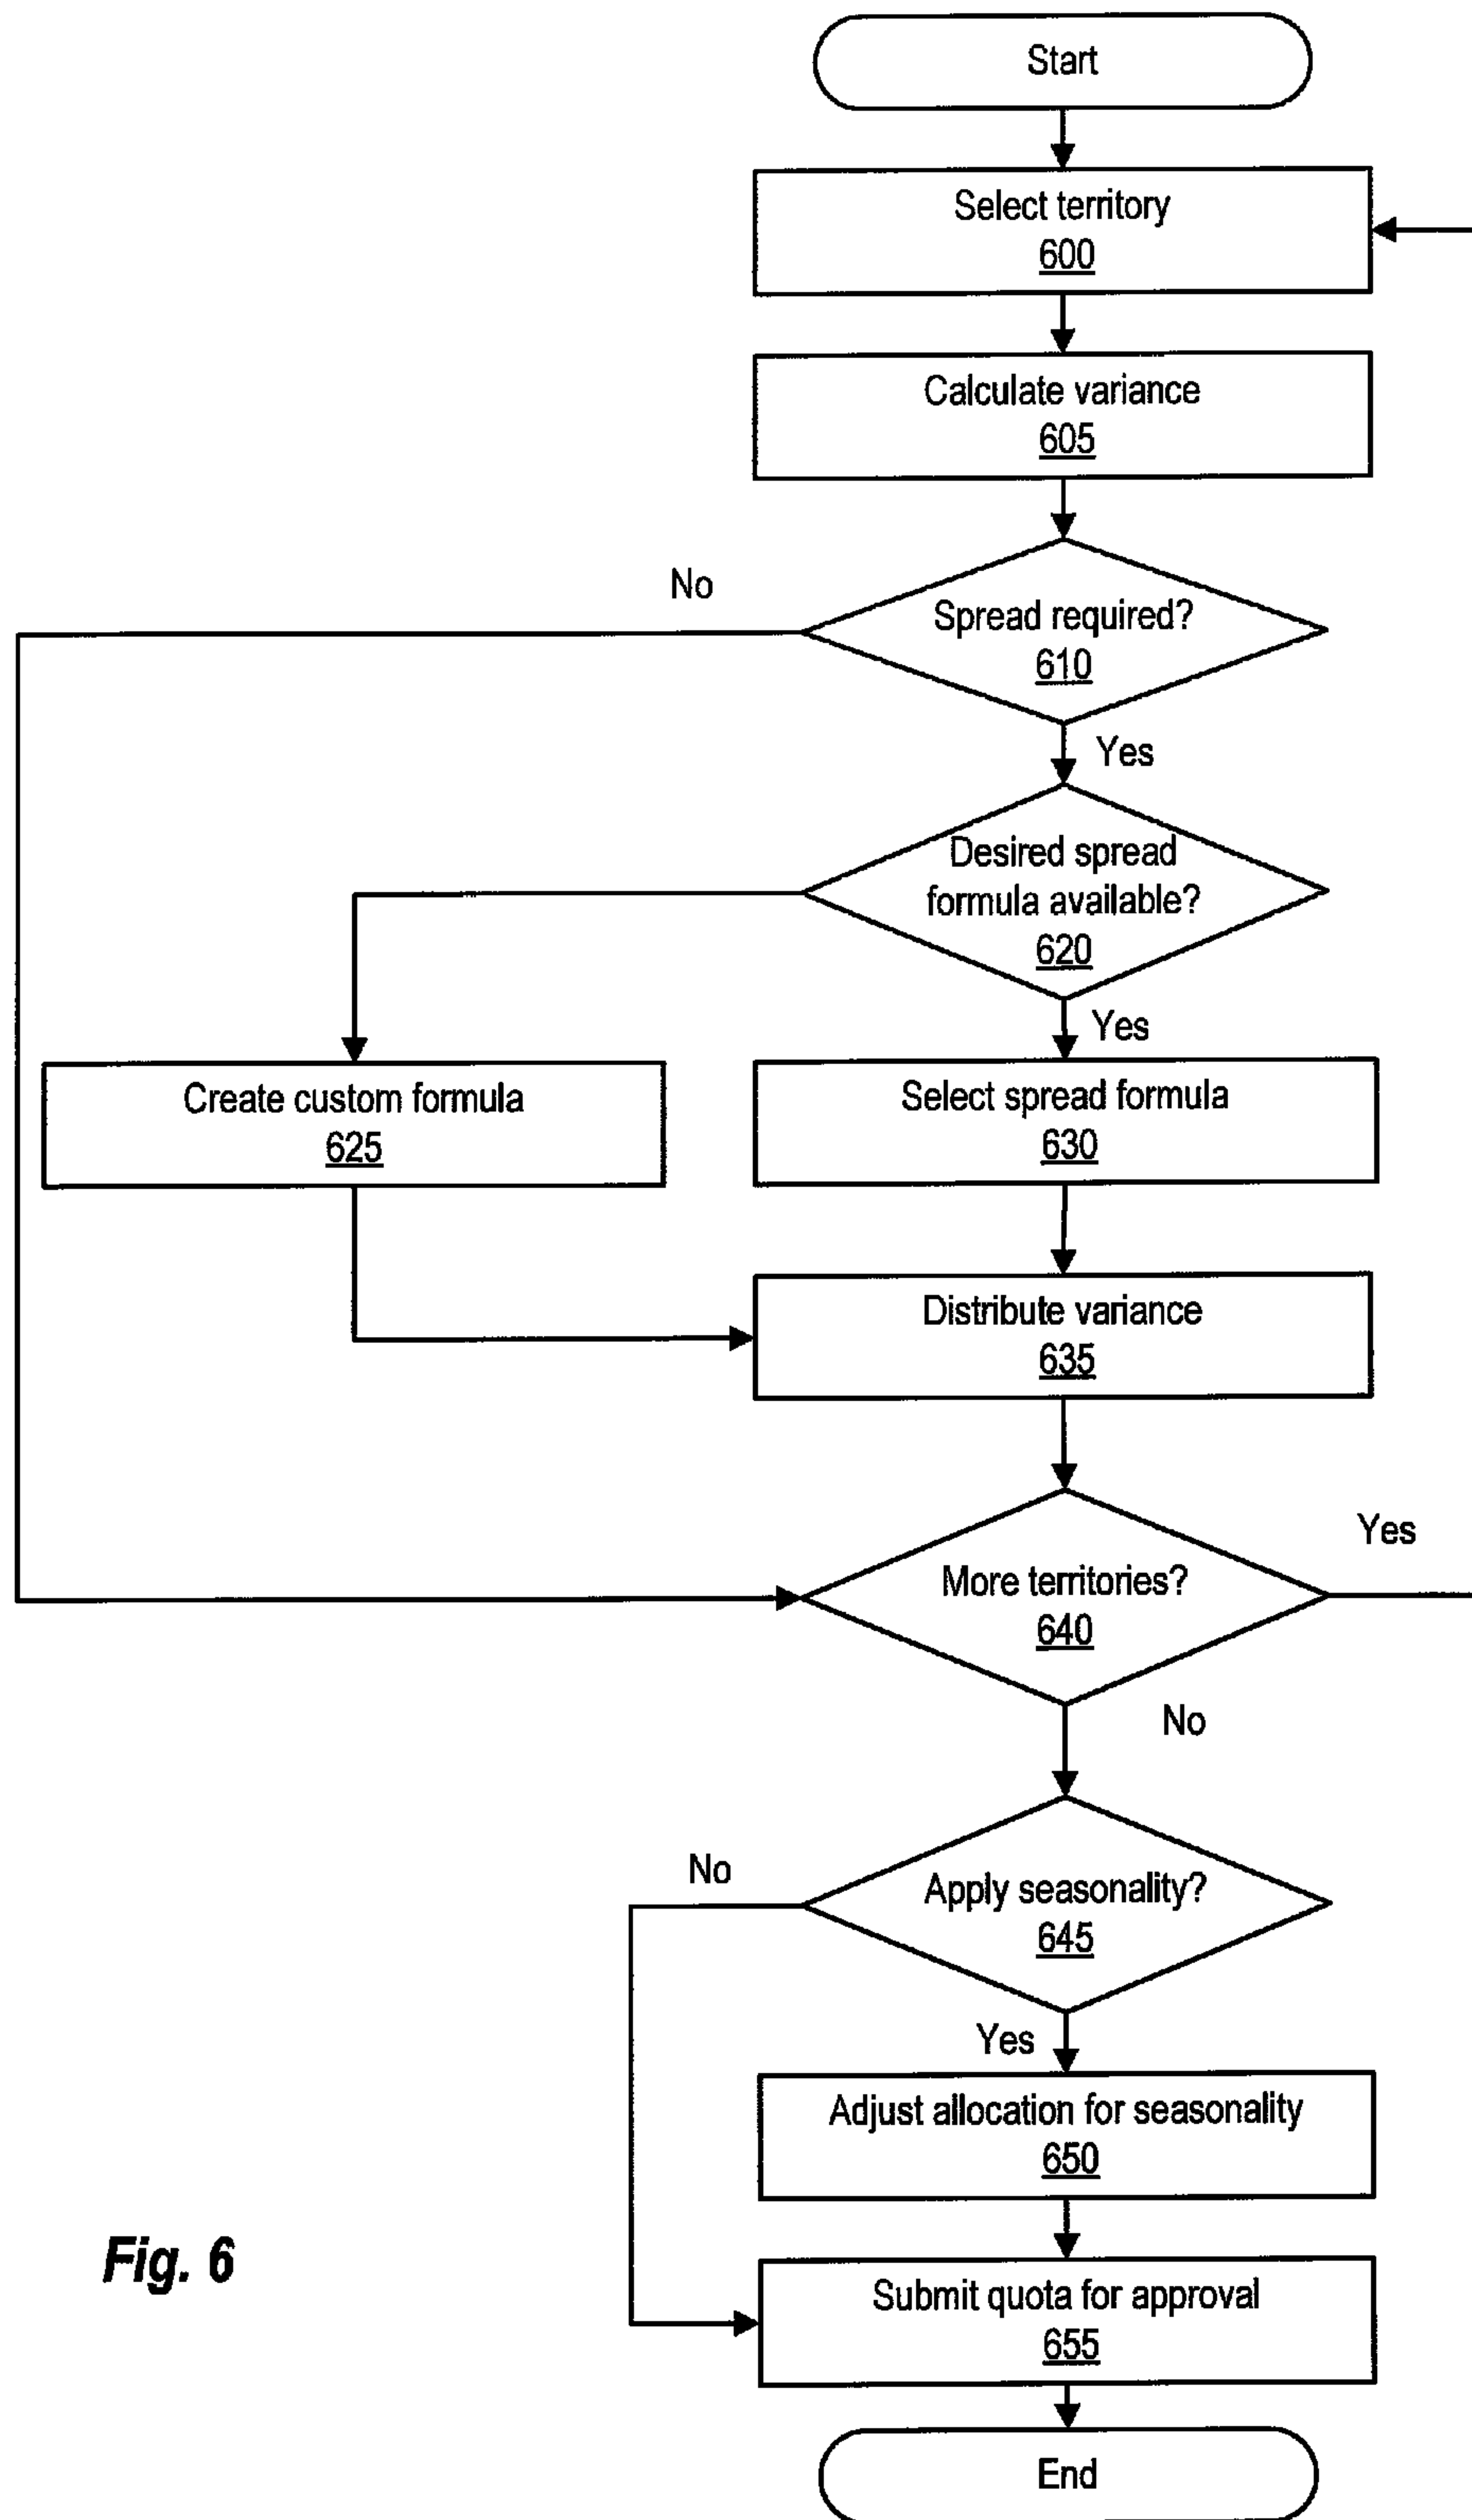 Start
Select territory
600
Calculate variance
605
No
Spread required?
610
Yes
Desired spread
formula available?
620
Yes
Create custom formula
625
Select spread formula
630
Distribute variance
635
Yes
More territories?
640
No
No
Apply seasonality?
645
Yes
Adjust allocation for seasonality
650
Fig. 6
Submit quota for approval
655
End